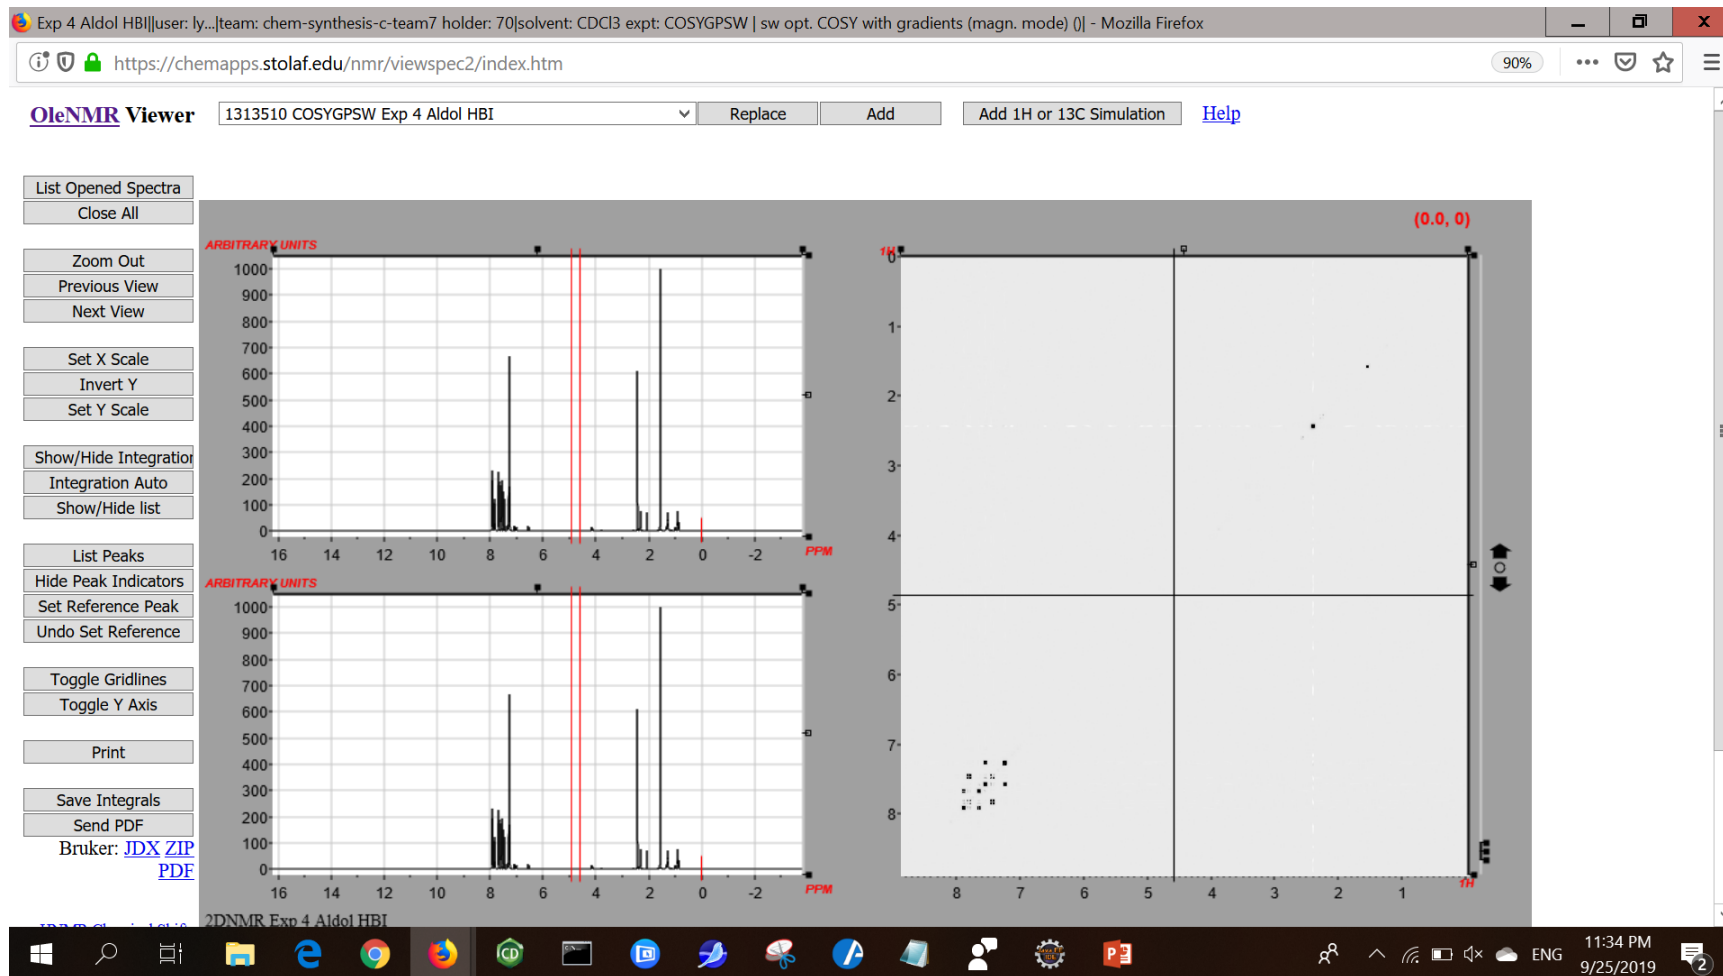 Exp 4 Aldol HBI||user: ly...|team: chem-synthesis-c-team7 holder: 70|solvent: CDCl3 expt: COSYGPSW | sw opt. COSY with gradients (magn. mode) ()| - Mozilla Firefox
https://chemapps.stolaf.edu/nmr/viewspec2/index.htm
90%
OleNMR Viewer
1313510 COSYGPSW Exp 4 Aldol HBI
Replace
Add
Add 1H or 13C Simulation
Help
List Opened Spectra
Close All
Zoom Out
Previous View
Next View
Set X Scale
Invert Y
Set Y Scale
Show/Hide Integration
Integration Auto
Show/Hide list
List Peaks
Hide Peak Indicators
Set Reference Peak
Undo Set Reference
Toggle Gridlines
Toggle Y Axis
Print
Save Integrals
Send PDF
Bruker: JDX ZIP
PDF
ARBITRARY UNITS
1000
900
800
700
600
500
400
300
200
100
0
16 14 12 10 8 6 4 2 0 -2
PPM
ARBITRARY UNITS
1000
900
800
700
600
500
400
300
200
100
0
16 14 12 10 8 6 4 2 0 -2
PPM
2DNMR Exp 4 Aldol HBI
(0.0, 0)
1H
0
1
2
3
4
5
6
7
8
8 7 6 5 4 3 2 1
1H
ENG
11:34 PM
9/25/2019
2